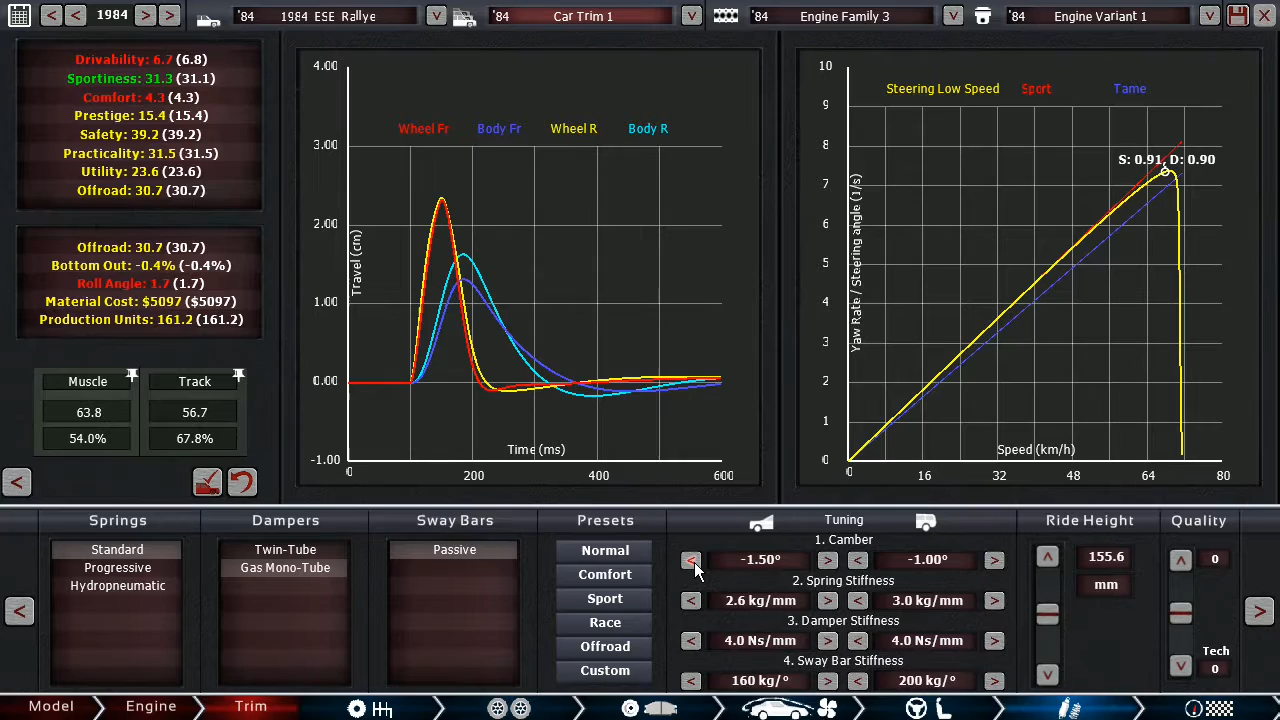 1984
'84 1984 ESE Rallye
'84 Car Trim 1
'84 Engine Family 3
'84 Engine Variant 1
Drivability: 6.7 (6.8)
Sportiness: 31.3 (31.1)
Comfort: 4.3 (4.3)
Prestige: 15.4 (15.4)
Safety: 39.2 (39.2)
Practicality: 31.5 (31.5)
Utility: 23.6 (23.6)
Offroad: 30.7 (30.7)
Offroad: 30.7 (30.7)
Bottom Out: -0.4% (-0.4%)
Roll Angle: 1.7 (1.7)
Material Cost: $5097 ($5097)
Production Units: 161.2 (161.2)
Muscle Track
63.8 56.7
54.0% 67.8%
4.00
3.00
2.00
1.00
0.00
-1.00
Travel (cm)
Wheel Fr Body Fr Wheel R Body R
Time (ms)
0 200 400 600
10
9
8
7
6
5
4
3
2
1
0
Yaw Rate / Steering angle (1/s)
Steering Low Speed Sport Tame
S: 0.91, D: 0.90
Speed (km/h)
0 16 32 48 64 80
Springs
Standard
Progressive
Hydropneumatic
Dampers
Twin-Tube
Gas Mono-Tube
Sway Bars
Passive
Presets
Normal
Comfort
Sport
Race
Offroad
Custom
Tuning
1. Camber
< -1.50° > < -1.00° >
2. Spring Stiffness
< 2.6 kg/mm > < 3.0 kg/mm >
3. Damper Stiffness
< 4.0 Ns/mm > < 4.0 Ns/mm >
4. Sway Bar Stiffness
< 160 kg/° > < 200 kg/° >
Ride Height
155.6
mm
Quality
0
Tech
0
Model Engine Trim